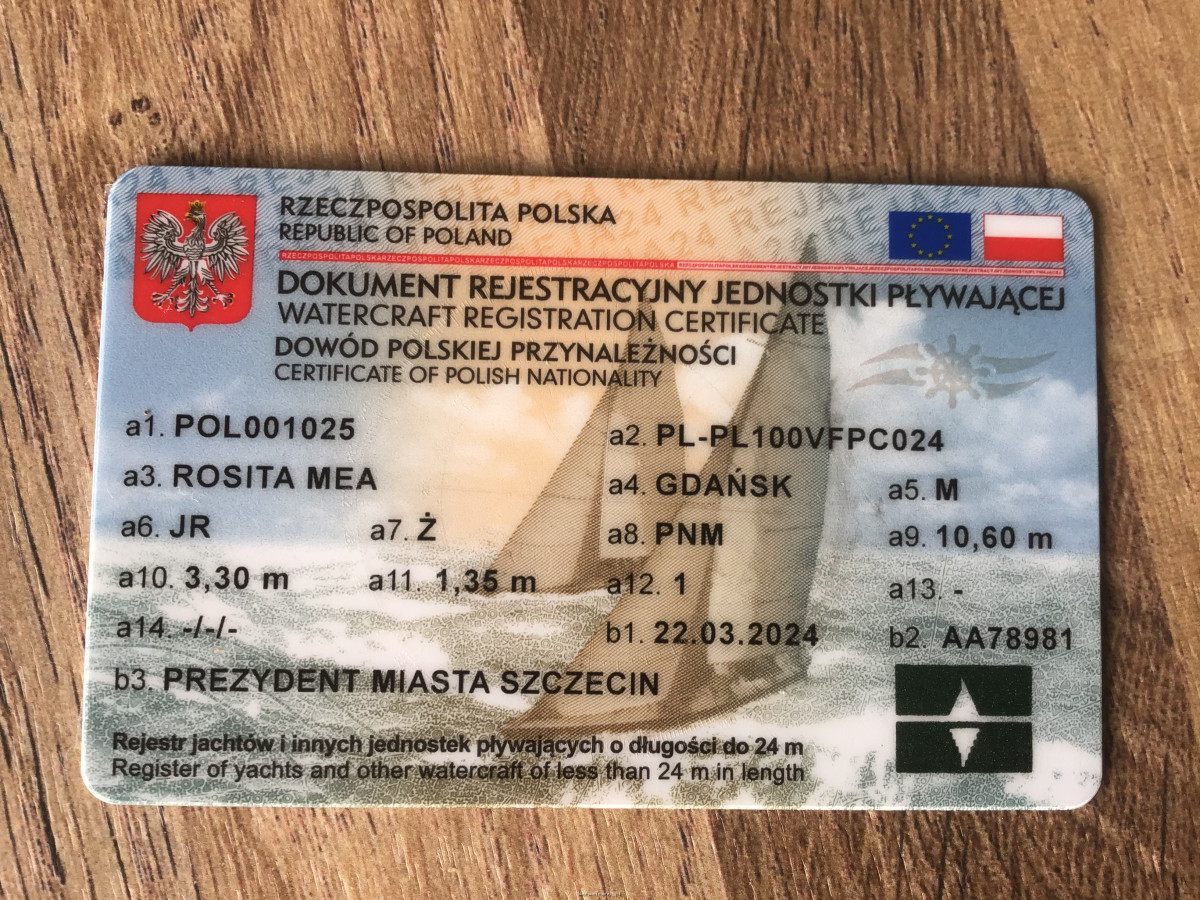 RZECZPOSPOLITA POLSKA
REPUBLIC OF POLAND
DOKUMENT REJESTRACYJNY JEDNOSTKI PŁYWAJĄCEJ
WATERCRAFT REGISTRATION CERTIFICATE
DOWÓD POLSKIEJ PRZYNALEŻNOŚCI
CERTIFICATE OF POLISH NATIONALITY
a1. POL001025 a2. PL-PL100VFPC024
a3. ROSITA MEA a4. GDAŃSK a5. M
a6. JR a7. Ż a8. PNM a9. 10,60 m
a10. 3,30 m a11. 1,35 m a12. 1 a13. -
a14. -/-/- b1. 22.03.2024 b2. AA78981
b3. PREZYDENT MIASTA SZCZECIN
Rejestr jachtów i innych jednostek pływających o długości do 24 m
Register of yachts and other watercraft of less than 24 m in length